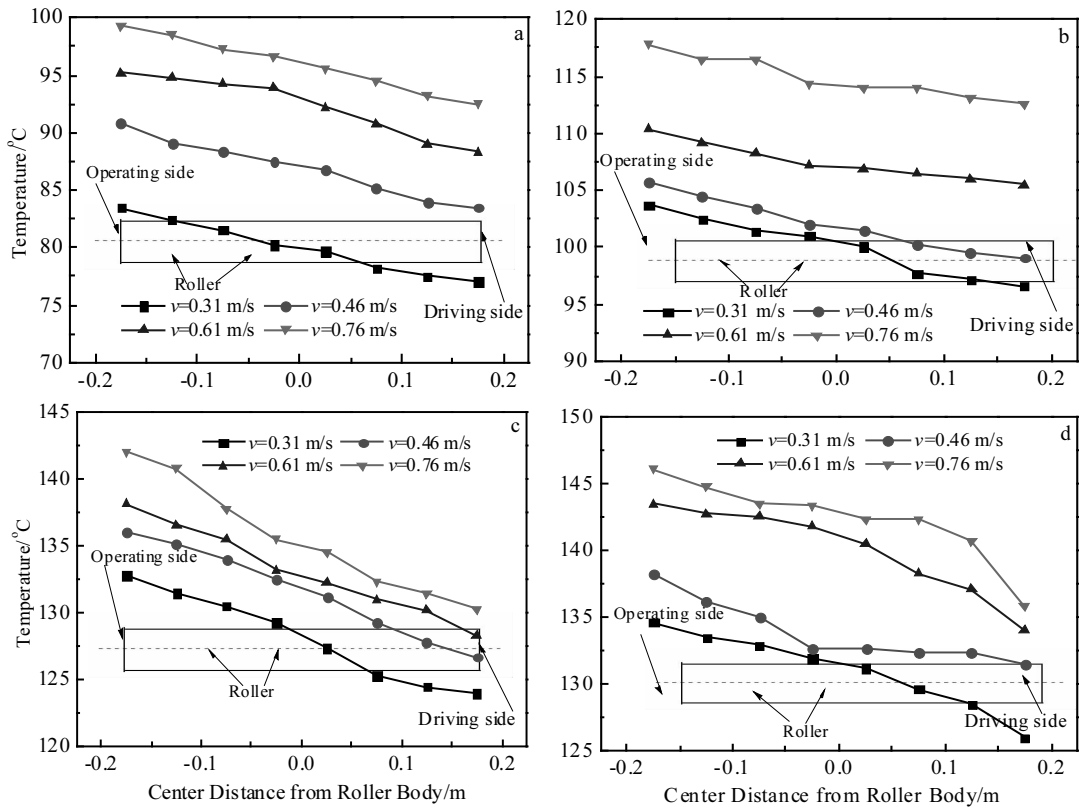 a
100
95
90
85
80
75
70
Temperature/°C
Operating side
Roller
Driving side
v=0.31 m/s
v=0.46 m/s
v=0.61 m/s
v=0.76 m/s
-0.2
-0.1
0.0
0.1
0.2
b
120
115
110
105
100
95
90
Operating side
Roller
v=0.31 m/s
v=0.46 m/s
v=0.61 m/s
v=0.76 m/s
Driving side
-0.2
-0.1
0.0
0.1
0.2
c
145
140
135
130
125
120
Temperature/°C
v=0.31 m/s
v=0.46 m/s
v=0.61 m/s
v=0.76 m/s
Operating side
Roller
Driving side
-0.2
-0.1
0.0
0.1
0.2
Center Distance from Roller Body/m
d
150
145
140
135
130
125
v=0.31 m/s
v=0.46 m/s
v=0.61 m/s
v=0.76 m/s
Operating side
Roller
Driving side
-0.2
-0.1
0.0
0.1
0.2
Center Distance from Roller Body/m